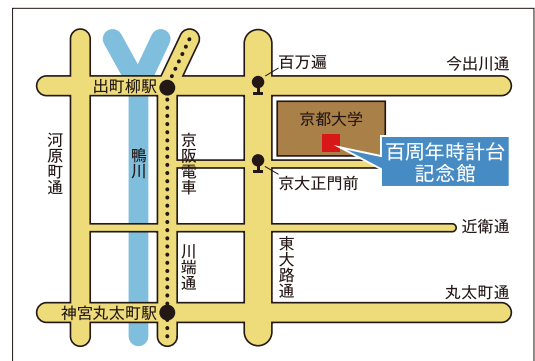 百万遍
今出川通
出町柳駅
京都大学
河原町通
鴨川
京阪電車
百周年時計台
記念館
京大正門前
近衛通
川端通
東大路通
丸太町通
神宮丸太町駅